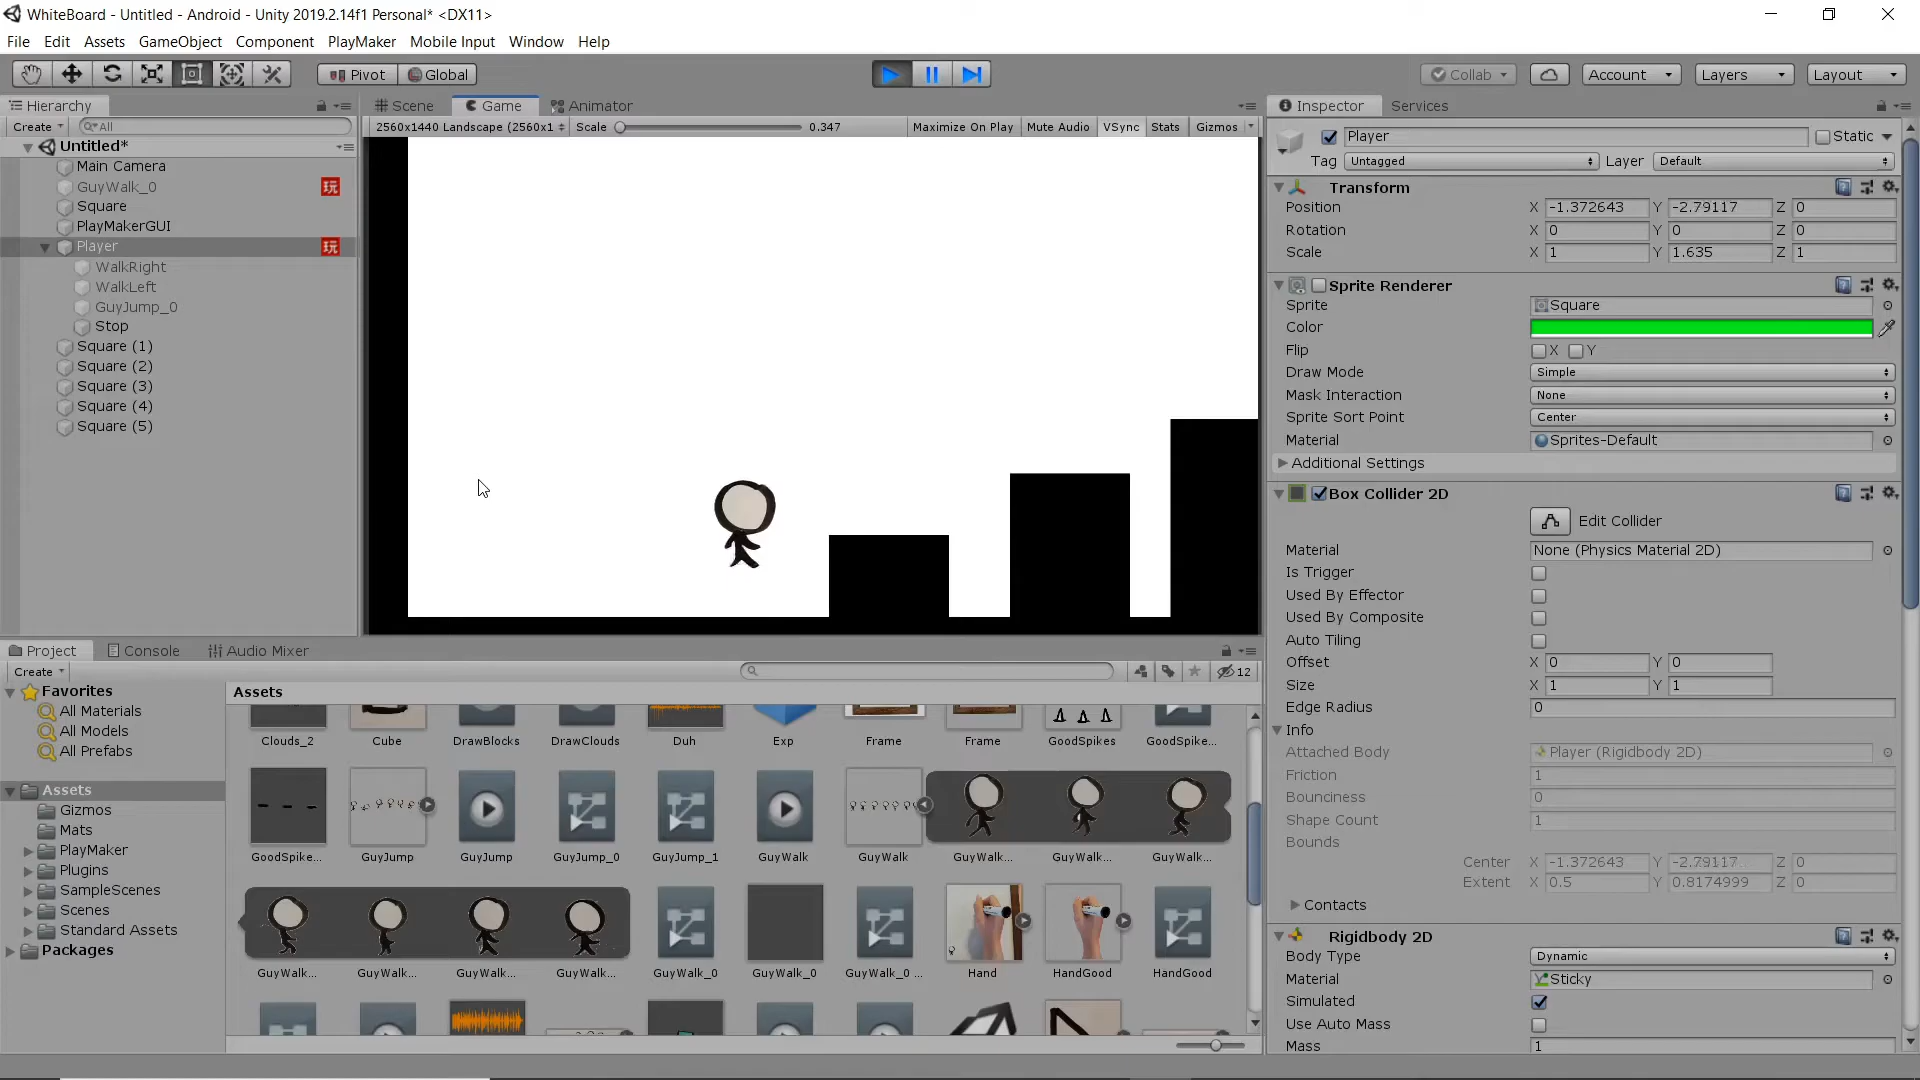 WhiteBoard - Untitled - Android - Unity 2019.2.14f1 Personal* <DX11>
File Edit Assets GameObject Component PlayMaker Mobile Input Window Help
Pivot Global Collab Account Layers Layout
Hierarchy
Create All
Untitled*
Main Camera
GuyWalk_0 玩
Square
PlayMakerGUI
Player 玩
WalkRight
WalkLeft
GuyJump_0
Stop
Square (1)
Square (2)
Square (3)
Square (4)
Square (5)
Scene Game Animator
2560x1440 Landscape (2560x1 Scale 0.347 Maximize On Play Mute Audio VSync Stats Gizmos
Inspector Services
Player Static
Tag Untagged Layer Default
Transform
Position X -1.372643 Y -2.79117 Z 0
Rotation X 0 Y 0 Z 0
Scale X 1 Y 1.635 Z 1
Sprite Renderer
Sprite Square
Color
Flip X Y
Draw Mode Simple
Mask Interaction None
Sprite Sort Point Center
Material Sprites-Default
Additional Settings
Box Collider 2D
Edit Collider
Material None (Physics Material 2D)
Is Trigger
Used By Effector
Used By Composite
Auto Tiling
Offset X 0 Y 0
Size X 1 Y 1
Edge Radius 0
Info
Attached Body Player (Rigidbody 2D)
Friction 1
Bounciness 0
Shape Count 1
Bounds
Center X -1.372643 Y -2.79117 Z 0
Extent X 0.5 Y 0.8174999 Z 0
Contacts
Rigidbody 2D
Body Type Dynamic
Material Sticky
Simulated
Use Auto Mass
Mass 1
Project Console Audio Mixer
Create 12
Favorites
All Materials
All Models
All Prefabs
Assets
Gizmos
Mats
PlayMaker
Plugins
SampleScenes
Scenes
Standard Assets
Packages
Assets
Clouds_2 Cube DrawBlocks DrawClouds Duh Exp Frame Frame GoodSpikes GoodSpike...
GoodSpike... GuyJump GuyJump GuyJump_0 GuyJump_1 GuyWalk GuyWalk GuyWalk... GuyWalk... GuyWalk...
GuyWalk... GuyWalk... GuyWalk... GuyWalk... GuyWalk_0 GuyWalk_0 GuyWalk_0 ... Hand HandGood HandGood